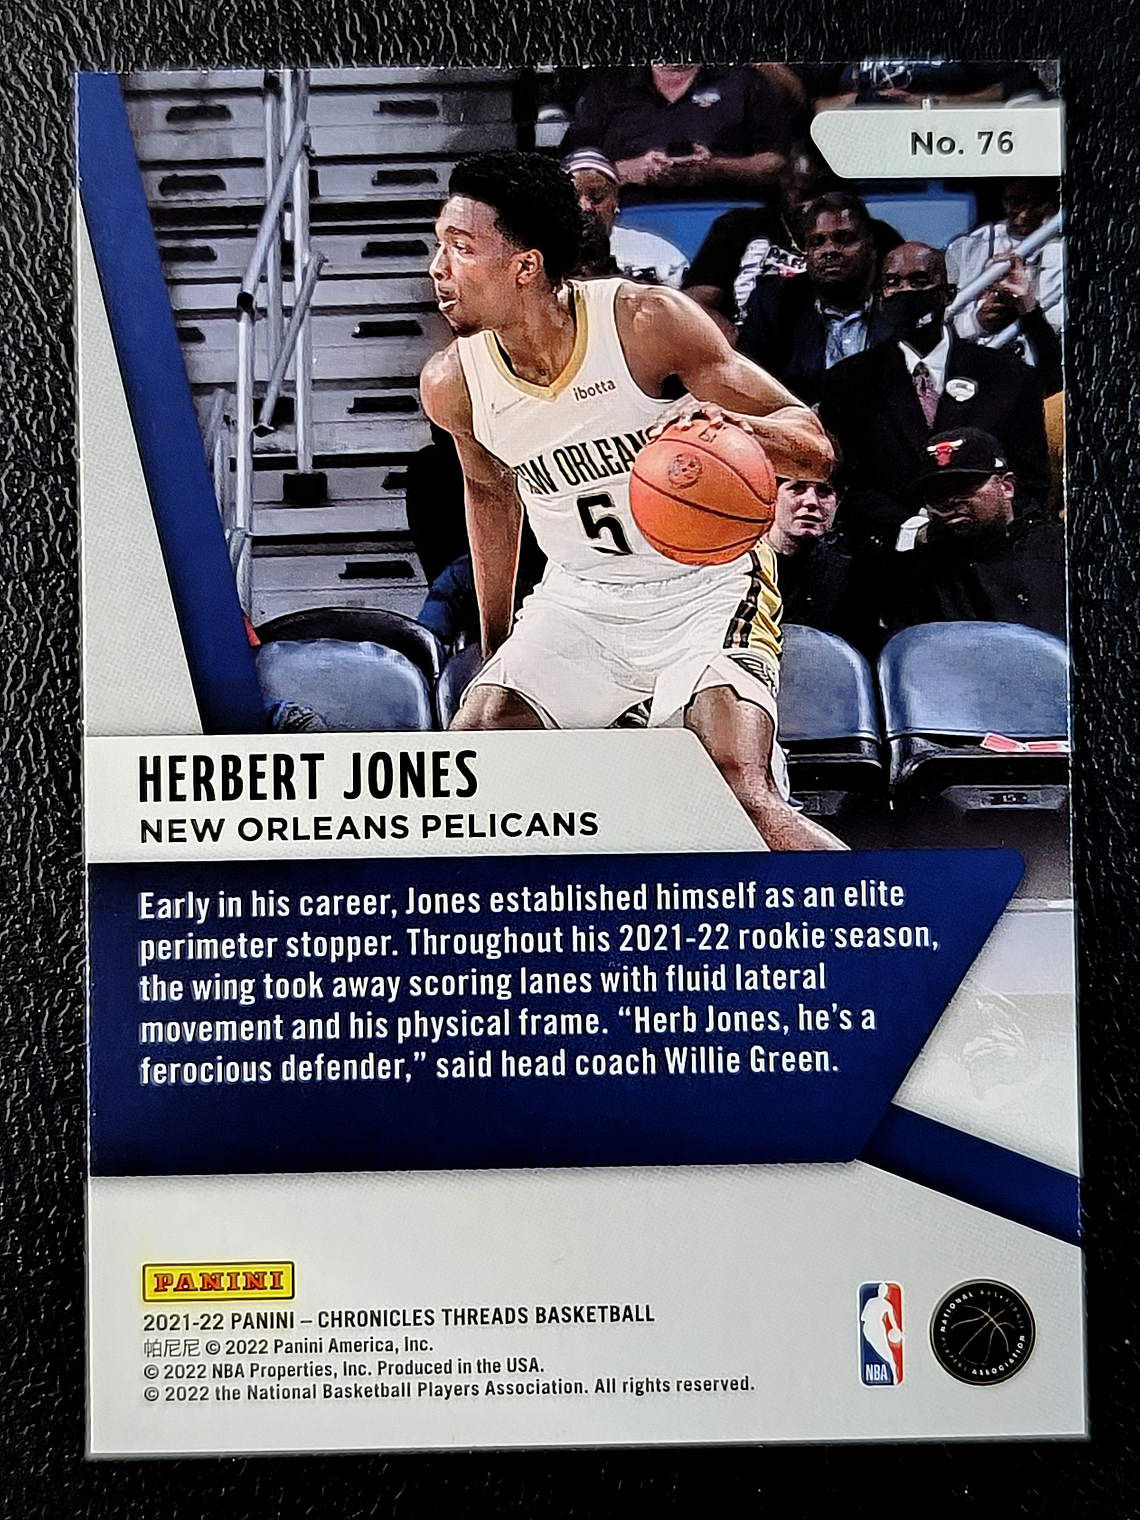 No. 76
ibotta
NEW ORLEANS
5
HERBERT JONES
NEW ORLEANS PELICANS
Early in his career, Jones established himself as an elite
perimeter stopper. Throughout his 2021-22 rookie season,
the wing took away scoring lanes with fluid lateral
movement and his physical frame. “Herb Jones, he’s a
ferocious defender,” said head coach Willie Green.
PANINI
2021-22 PANINI – CHRONICLES THREADS BASKETBALL
帕尼尼 © 2022 Panini America, Inc.
© 2022 NBA Properties, Inc. Produced in the USA.
© 2022 the National Basketball Players Association. All rights reserved.
NBA
NATIONAL BASKETBALL PLAYERS ASSOCIATION